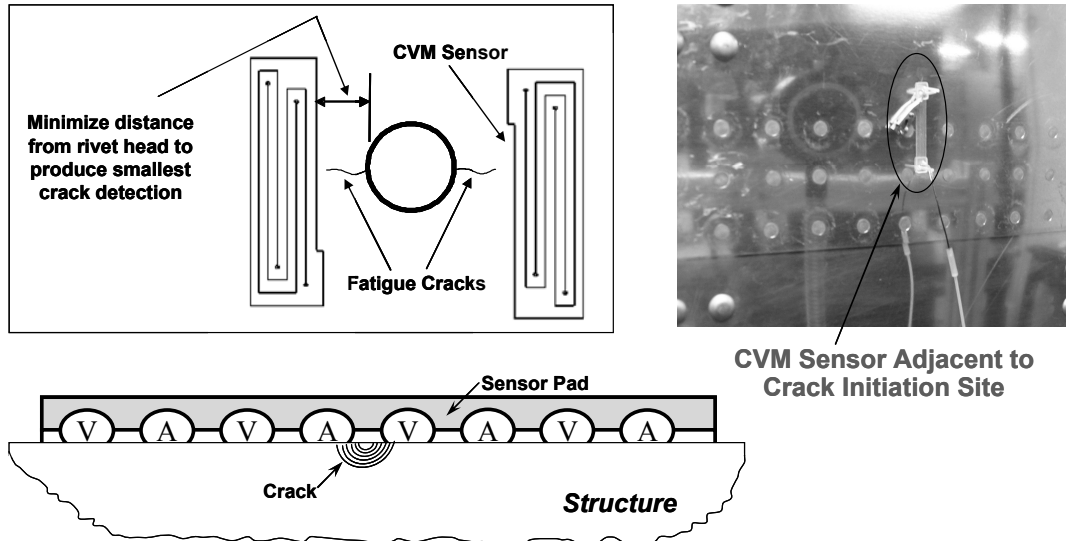 CVM Sensor
Minimize distance
from rivet head to
produce smallest
crack detection
Fatigue Cracks
CVM Sensor Adjacent to
Crack Initiation Site
Sensor Pad
V A V A V A V A
Crack
Structure